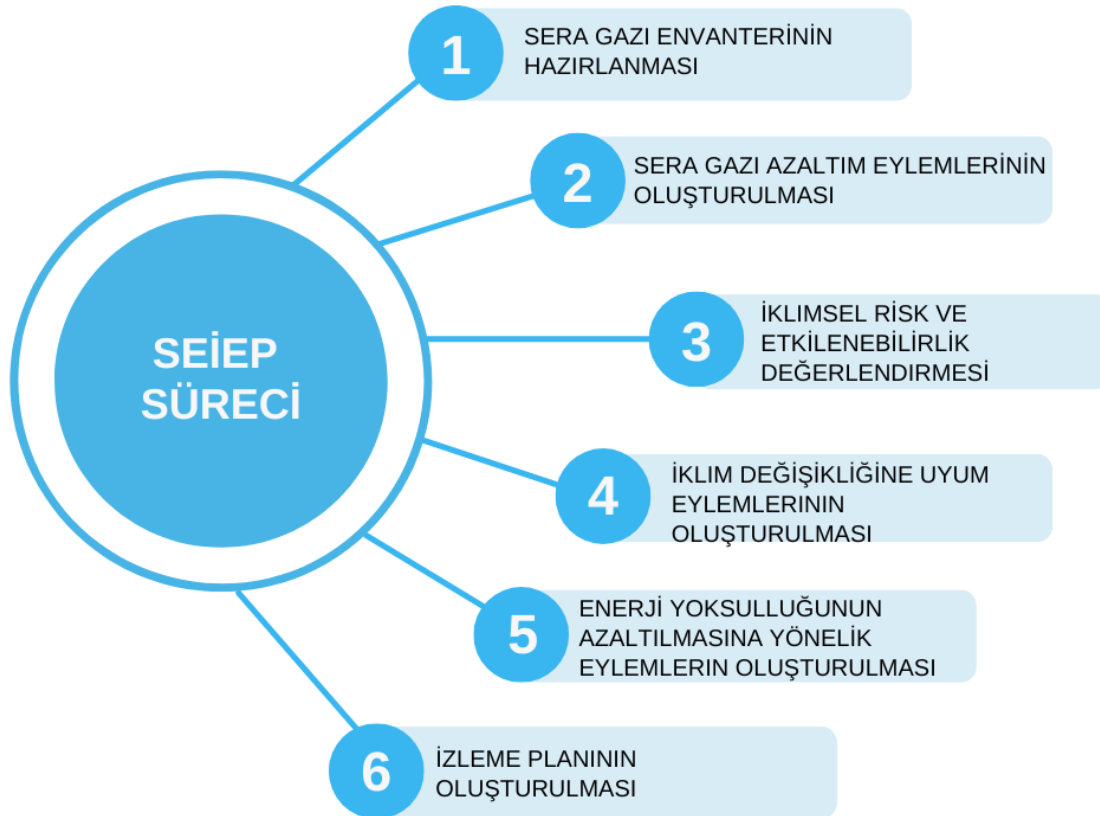 1
SERA GAZI ENVANTERİNİN
HAZIRLANMASI
2
SERA GAZI AZALTIM EYLEMLERİNİN
OLUŞTURULMASI
SEİEP
SÜRECİ
3
İKLIMSEL RİSK VE
ETKİLENEBİLİRLİK
DEĞERLENDİRMESİ
4
İKLIM DEĞİŞİKLİĞİNE UYUM
EYLEMLERININ
OLUŞTURULMASI
5
ENERJİ YOKSULLUĞUNUN
AZALTILMASINA YÖNELİK
EYLEMLERIN OLUŞTURULMASI
6
İZLEME PLANININ
OLUŞTURULMASI